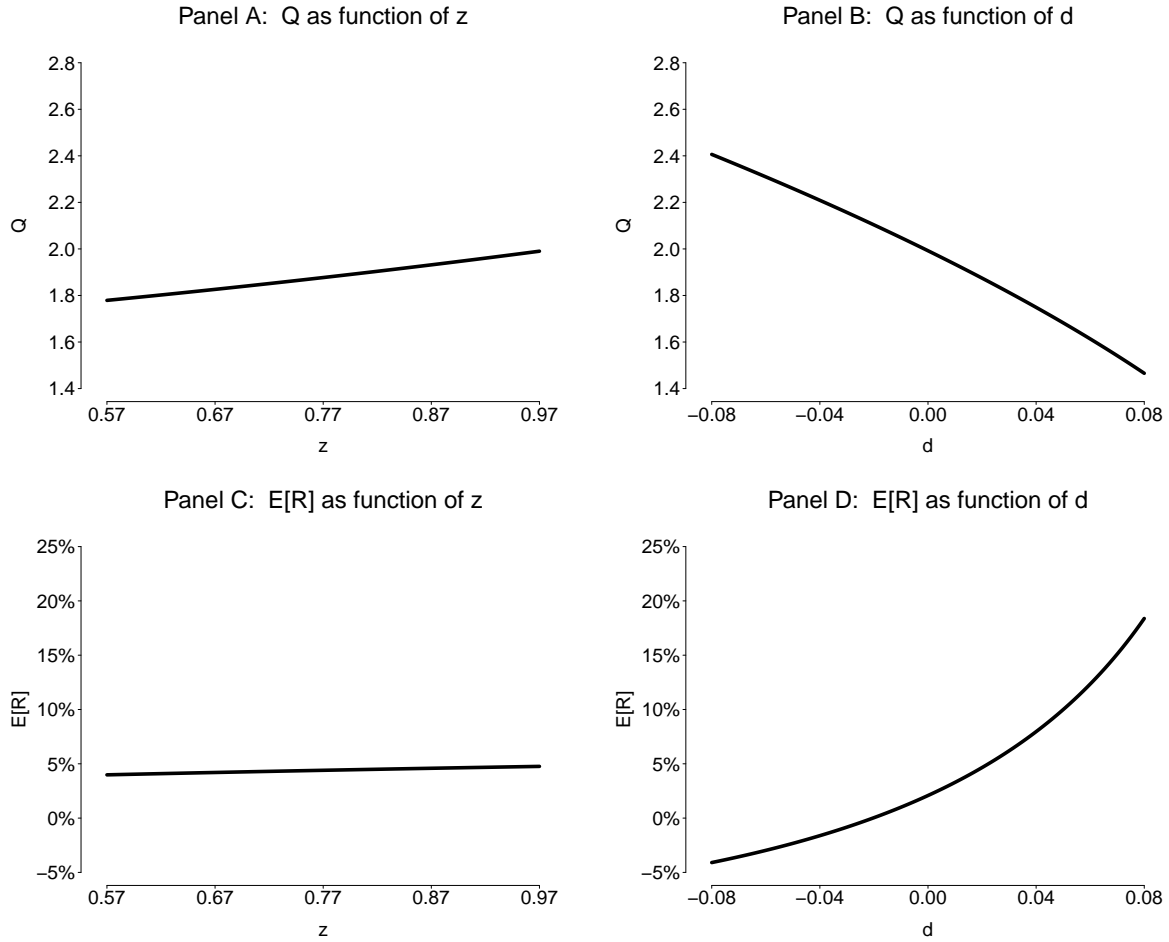 Panel A:  Q as function of z
2.8
2.6
2.4
2.2
2.0
1.8
1.6
1.4
Q
0.57 0.67 0.77 0.87 0.97
z
Panel B:  Q as function of d
2.8
2.6
2.4
2.2
2.0
1.8
1.6
1.4
Q
−0.08 −0.04 0.00 0.04 0.08
d
Panel C:  E[R] as function of z
25%
20%
15%
10%
5%
0%
−5%
E[R]
0.57 0.67 0.77 0.87 0.97
z
Panel D:  E[R] as function of d
25%
20%
15%
10%
5%
0%
−5%
E[R]
−0.08 −0.04 0.00 0.04 0.08
d